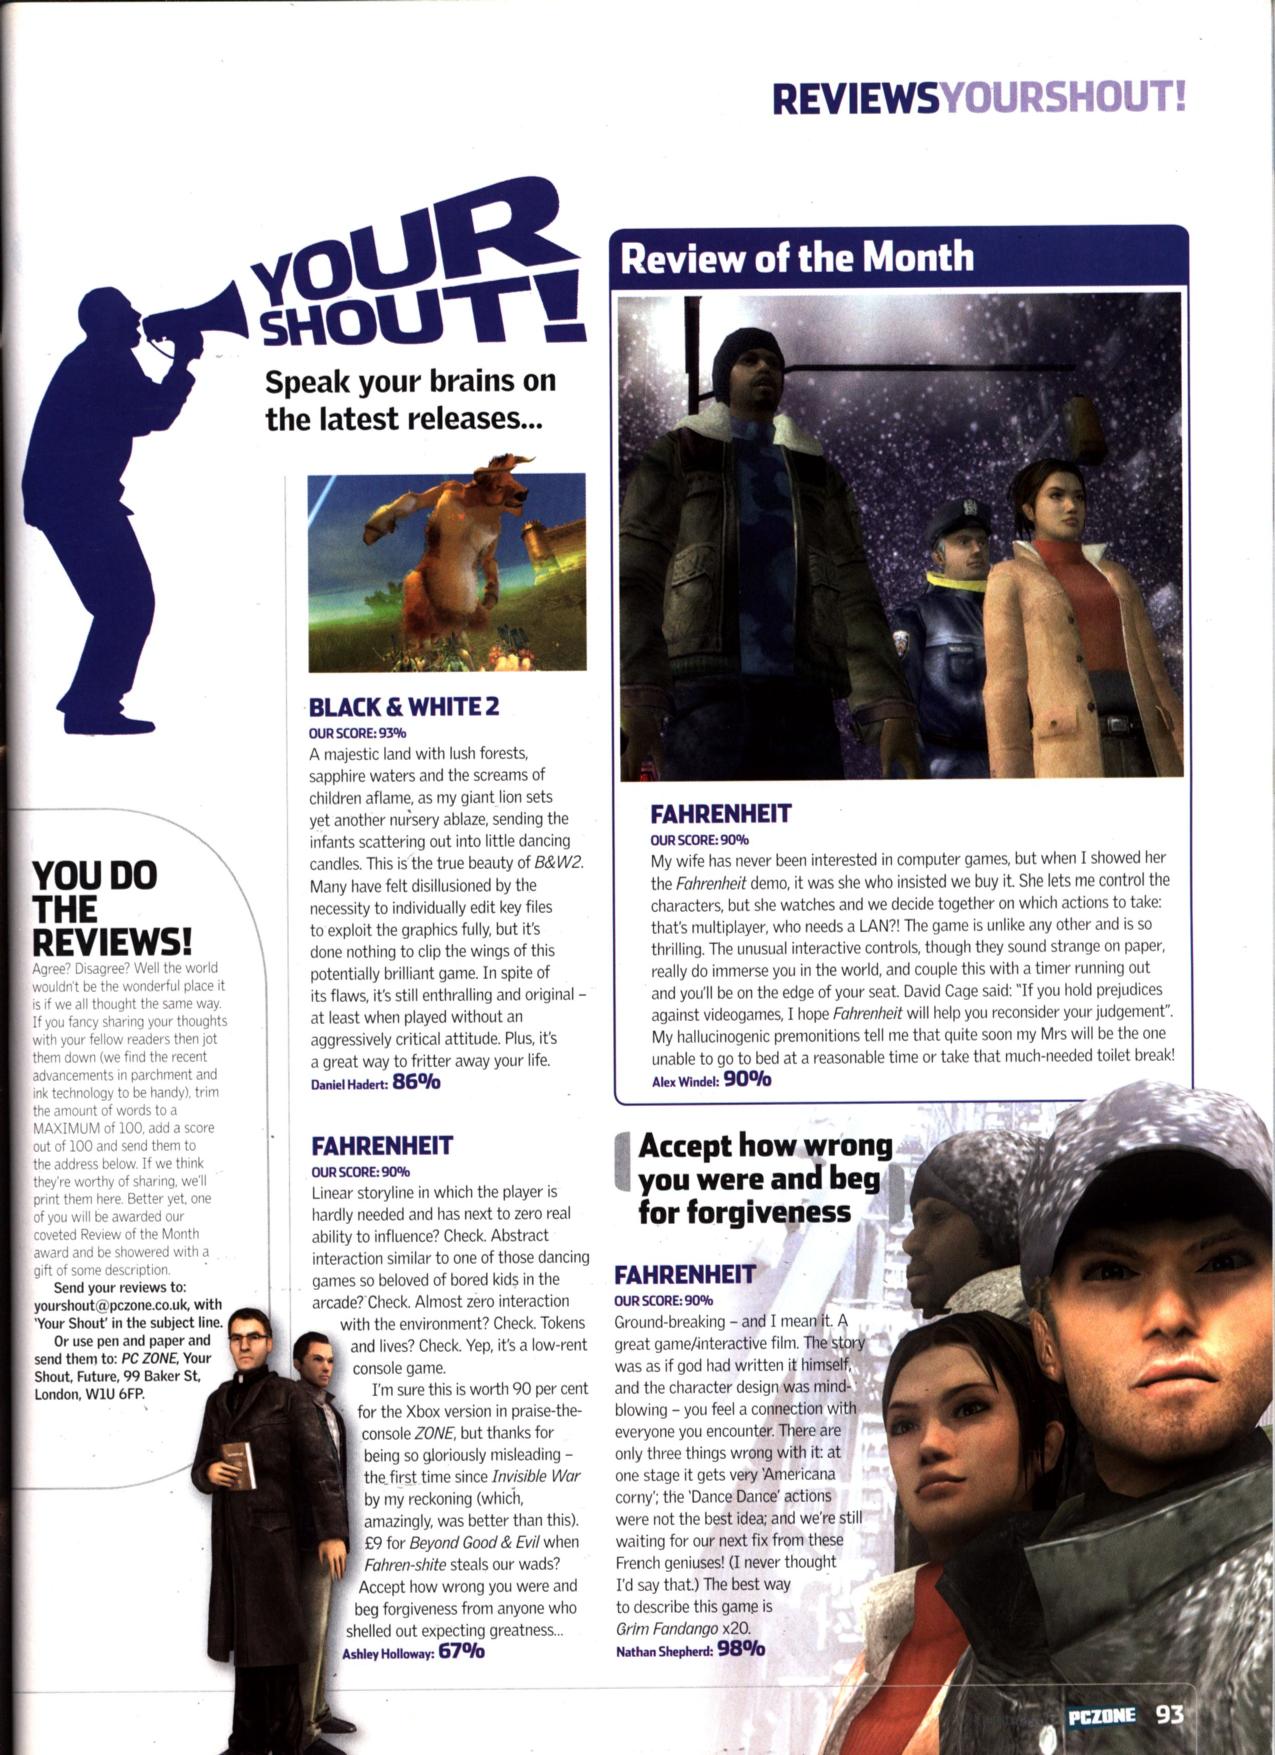 REVIEWSYOURSHOUT!
YOUR
SHOUT!
Speak your brains on
the latest releases...
YOU DO
THE
REVIEWS!
Agree? Disagree? Well the world
wouldn't be the wonderful place it
is if we all thought the same way.
If you fancy sharing your thoughts
with your fellow readers then jot
them down (we find the recent
advancements in parchment and
ink technology to be handy), trim
the amount of words to a
MAXIMUM of 100, add a score
out of 100 and send them to
the address below. If we think
they're worthy of sharing, we'll
print them here. Better yet, one
of you will be awarded our
coveted Review of the Month
award and be showered with a
gift of some description.
Send your reviews to:
yourshout@pczone.co.uk, with
'Your Shout' in the subject line.
Or use pen and paper and
send them to: PC ZONE, Your
Shout, Future, 99 Baker St,
London, W1U 6FP.
BLACK & WHITE 2
OUR SCORE: 93%
A majestic land with lush forests,
sapphire waters and the screams of
children aflame, as my giant lion sets
yet another nursery ablaze, sending the
infants scattering out into little dancing
candles. This is the true beauty of B&W2.
Many have felt disillusioned by the
necessity to individually edit key files
to exploit the graphics fully, but it's
done nothing to clip the wings of this
potentially brilliant game. In spite of
its flaws, it's still enthralling and original –
at least when played without an
aggressively critical attitude. Plus, it's
a great way to fritter away your life.
Daniel Hadert: 86%
FAHRENHEIT
OUR SCORE: 90%
Linear storyline in which the player is
hardly needed and has next to zero real
ability to influence? Check. Abstract
interaction similar to one of those dancing
games so beloved of bored kids in the
arcade? Check. Almost zero interaction
with the environment? Check. Tokens
and lives? Check. Yep, it's a low-rent
console game.
I'm sure this is worth 90 per cent
for the Xbox version in praise-the-
console ZONE, but thanks for
being so gloriously misleading –
the first time since Invisible War
by my reckoning (which,
amazingly, was better than this).
£9 for Beyond Good & Evil when
Fahren-shite steals our wads?
Accept how wrong you were and
beg forgiveness from anyone who
shelled out expecting greatness...
Ashley Holloway: 67%
Review of the Month
FAHRENHEIT
OUR SCORE: 90%
My wife has never been interested in computer games, but when I showed her
the Fahrenheit demo, it was she who insisted we buy it. She lets me control the
characters, but she watches and we decide together on which actions to take:
that's multiplayer, who needs a LAN?! The game is unlike any other and is so
thrilling. The unusual interactive controls, though they sound strange on paper,
really do immerse you in the world, and couple this with a timer running out
and you'll be on the edge of your seat. David Cage said: "If you hold prejudices
against videogames, I hope Fahrenheit will help you reconsider your judgement".
My hallucinogenic premonitions tell me that quite soon my Mrs will be the one
unable to go to bed at a reasonable time or take that much-needed toilet break!
Alex Windel: 90%
Accept how wrong
you were and beg
for forgiveness
FAHRENHEIT
OUR SCORE: 90%
Ground-breaking – and I mean it. A
great game/interactive film. The story
was as if god had written it himself,
and the character design was mind-
blowing – you feel a connection with
everyone you encounter. There are
only three things wrong with it: at
one stage it gets very 'Americana
corny'; the 'Dance Dance' actions
were not the best idea; and we're still
waiting for our next fix from these
French geniuses! (I never thought
I'd say that.) The best way
to describe this game is
Grim Fandango x20.
Nathan Shepherd: 98%
PCZONE 93